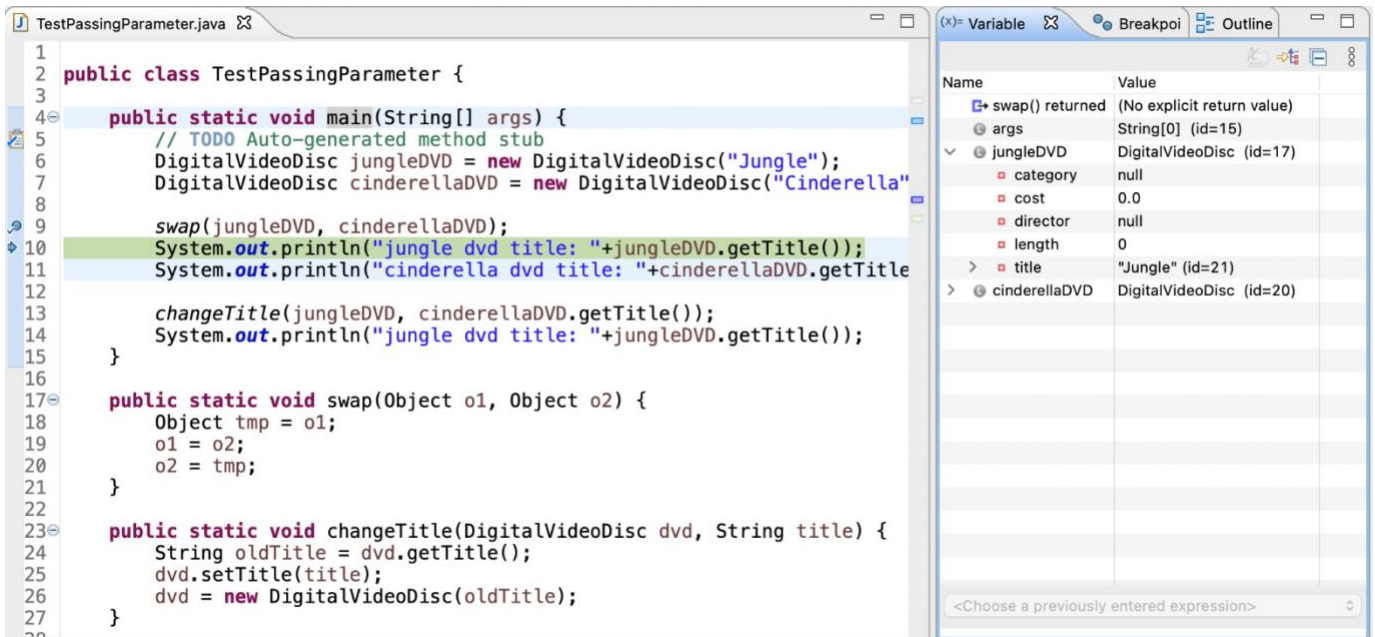 TestPassingParameter.java
1
2 public class TestPassingParameter {
3
4 public static void main(String[] args) {
5 // TODO Auto-generated method stub
6 DigitalVideoDisc jungleDVD = new DigitalVideoDisc("Jungle");
7 DigitalVideoDisc cinderellaDVD = new DigitalVideoDisc("Cinderella"
8
9 swap(jungleDVD, cinderellaDVD);
10 System.out.println("jungle dvd title: "+jungleDVD.getTitle());
11 System.out.println("cinderella dvd title: "+cinderellaDVD.getTitle
12
13 changeTitle(jungleDVD, cinderellaDVD.getTitle());
14 System.out.println("jungle dvd title: "+jungleDVD.getTitle());
15 }
16
17 public static void swap(Object o1, Object o2) {
18 Object tmp = o1;
19 o1 = o2;
20 o2 = tmp;
21 }
22
23 public static void changeTitle(DigitalVideoDisc dvd, String title) {
24 String oldTitle = dvd.getTitle();
25 dvd.setTitle(title);
26 dvd = new DigitalVideoDisc(oldTitle);
27 }
(x)= Variable Breakpoi Outline
Name Value
swap() returned (No explicit return value)
args String[0] (id=15)
jungleDVD DigitalVideoDisc (id=17)
category null
cost 0.0
director null
length 0
title "Jungle" (id=21)
cinderellaDVD DigitalVideoDisc (id=20)
<Choose a previously entered expression>